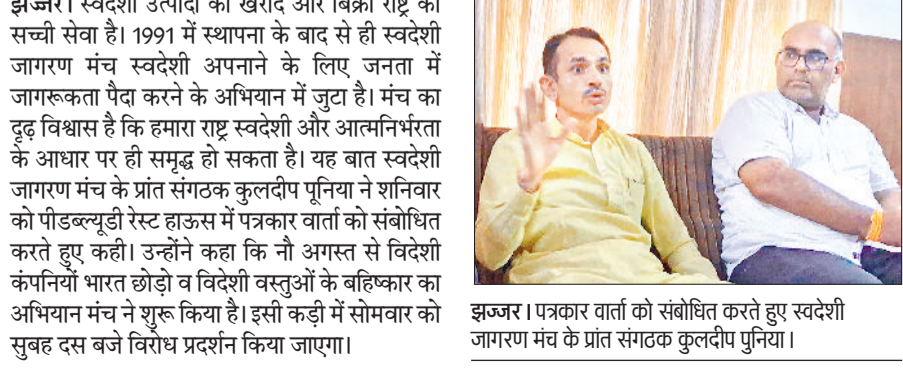 झज्जर। स्वदेशी उत्पादों की खरीद और बिक्री राष्ट्र की
सच्ची सेवा है। 1991 में स्थापना के बाद से ही स्वदेशी
जागरण मंच स्वदेशी अपनाने के लिए जनता में
जागरूकता पैदा करने के अभियान में जुटा है। मंच का
दृढ़ विश्वास है कि हमारा राष्ट्र स्वदेशी और आत्मनिर्भरता
के आधार पर ही समृद्ध हो सकता है। यह बात स्वदेशी
जागरण मंच के प्रांत संगठक कुलदीप पूनिया ने शनिवार
को पीडब्ल्यूडी रेस्ट हाऊस में पत्रकार वार्ता को संबोधित
करते हुए कही। उन्होंने कहा कि नौ अगस्त से विदेशी
कंपनियों भारत छोड़ो व विदेशी वस्तुओं के बहिष्कार का
अभियान मंच ने शुरू किया है। इसी कड़ी में सोमवार को
सुबह दस बजे विरोध प्रदर्शन किया जाएगा।
झज्जर। पत्रकार वार्ता को संबोधित करते हुए स्वदेशी
जागरण मंच के प्रांत संगठक कुलदीप पुनिया।